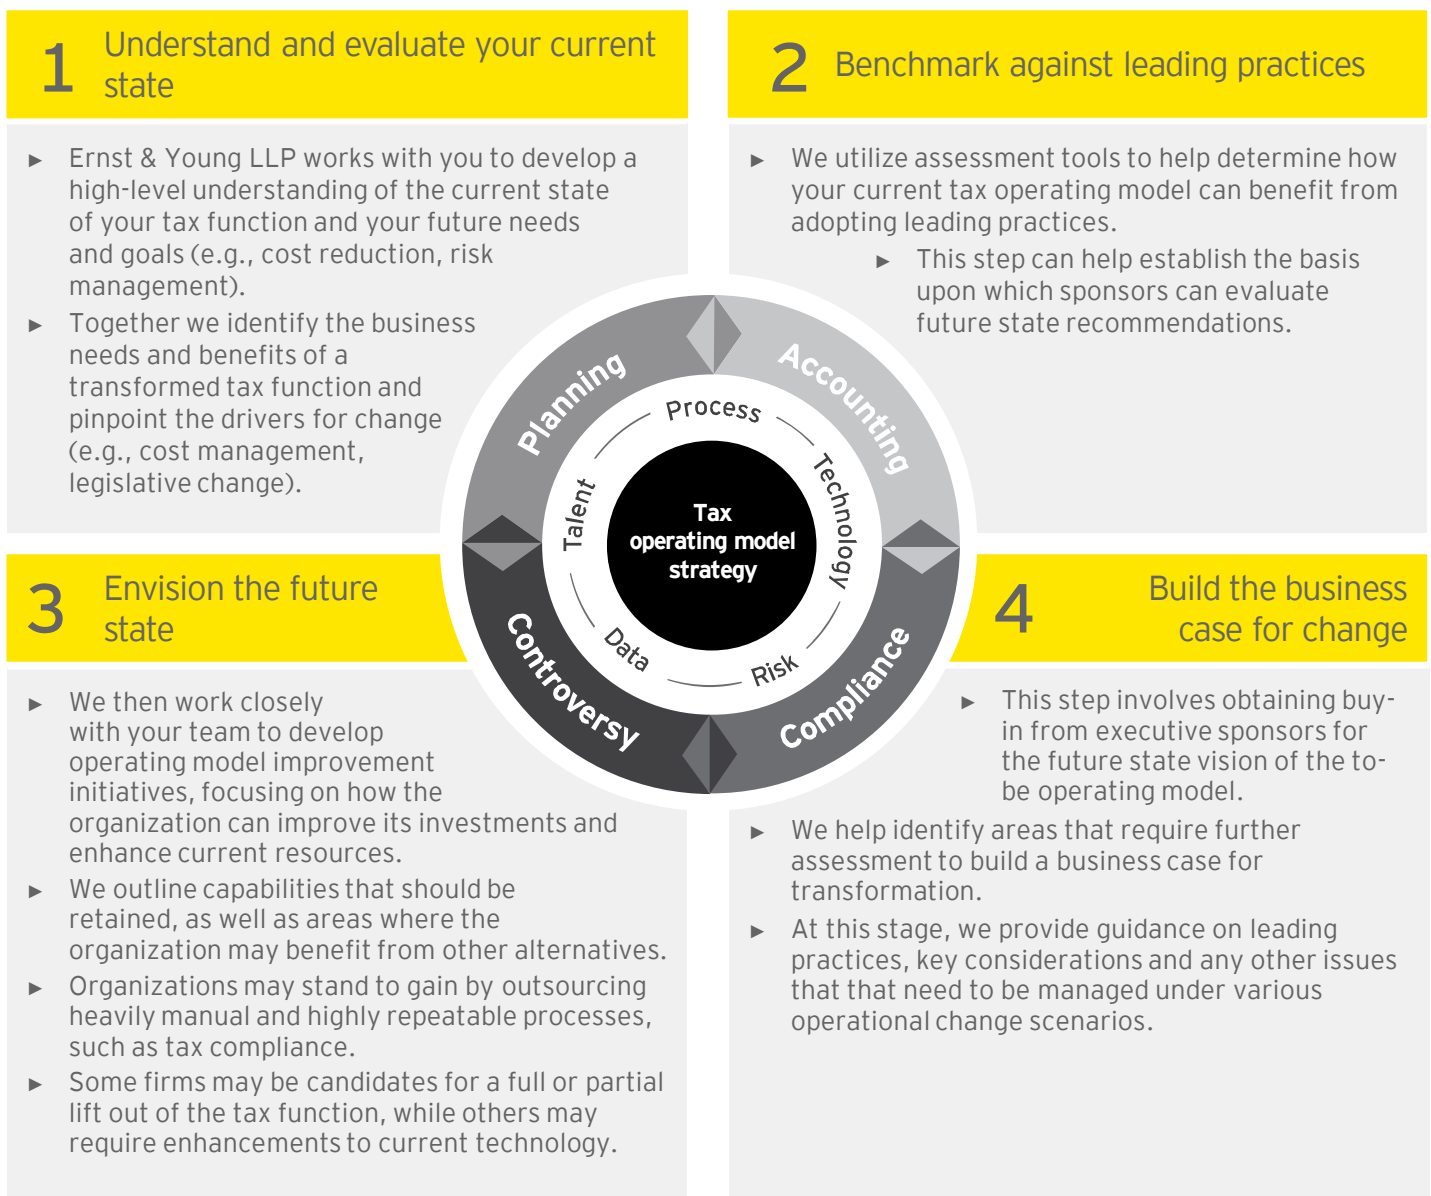 1
Understand and evaluate your current
state
► Ernst & Young LLP works with you to develop a
high-level understanding of the current state
of your tax function and your future needs
and goals (e.g., cost reduction, risk
management).
► Together we identify the business
needs and benefits of a
transformed tax function and
pinpoint the drivers for change
(e.g., cost management,
legislative change).
2
Benchmark against leading practices
► We utilize assessment tools to help determine how
your current tax operating model can benefit from
adopting leading practices.
► This step can help establish the basis
upon which sponsors can evaluate
future state recommendations.
Planning
Accounting
Compliance
Controversy
Process
Technology
Risk
Data
Talent
Tax
operating model
strategy
3
Envision the future
state
► We then work closely
with your team to develop
operating model improvement
initiatives, focusing on how the
organization can improve its investments and
enhance current resources.
► We outline capabilities that should be
retained, as well as areas where the
organization may benefit from other alternatives.
► Organizations may stand to gain by outsourcing
heavily manual and highly repeatable processes,
such as tax compliance.
► Some firms may be candidates for a full or partial
lift out of the tax function, while others may
require enhancements to current technology.
4
Build the business
case for change
► This step involves obtaining buy-
in from executive sponsors for
the future state vision of the to-
be operating model.
► We help identify areas that require further
assessment to build a business case for
transformation.
► At this stage, we provide guidance on leading
practices, key considerations and any other issues
that that need to be managed under various
operational change scenarios.